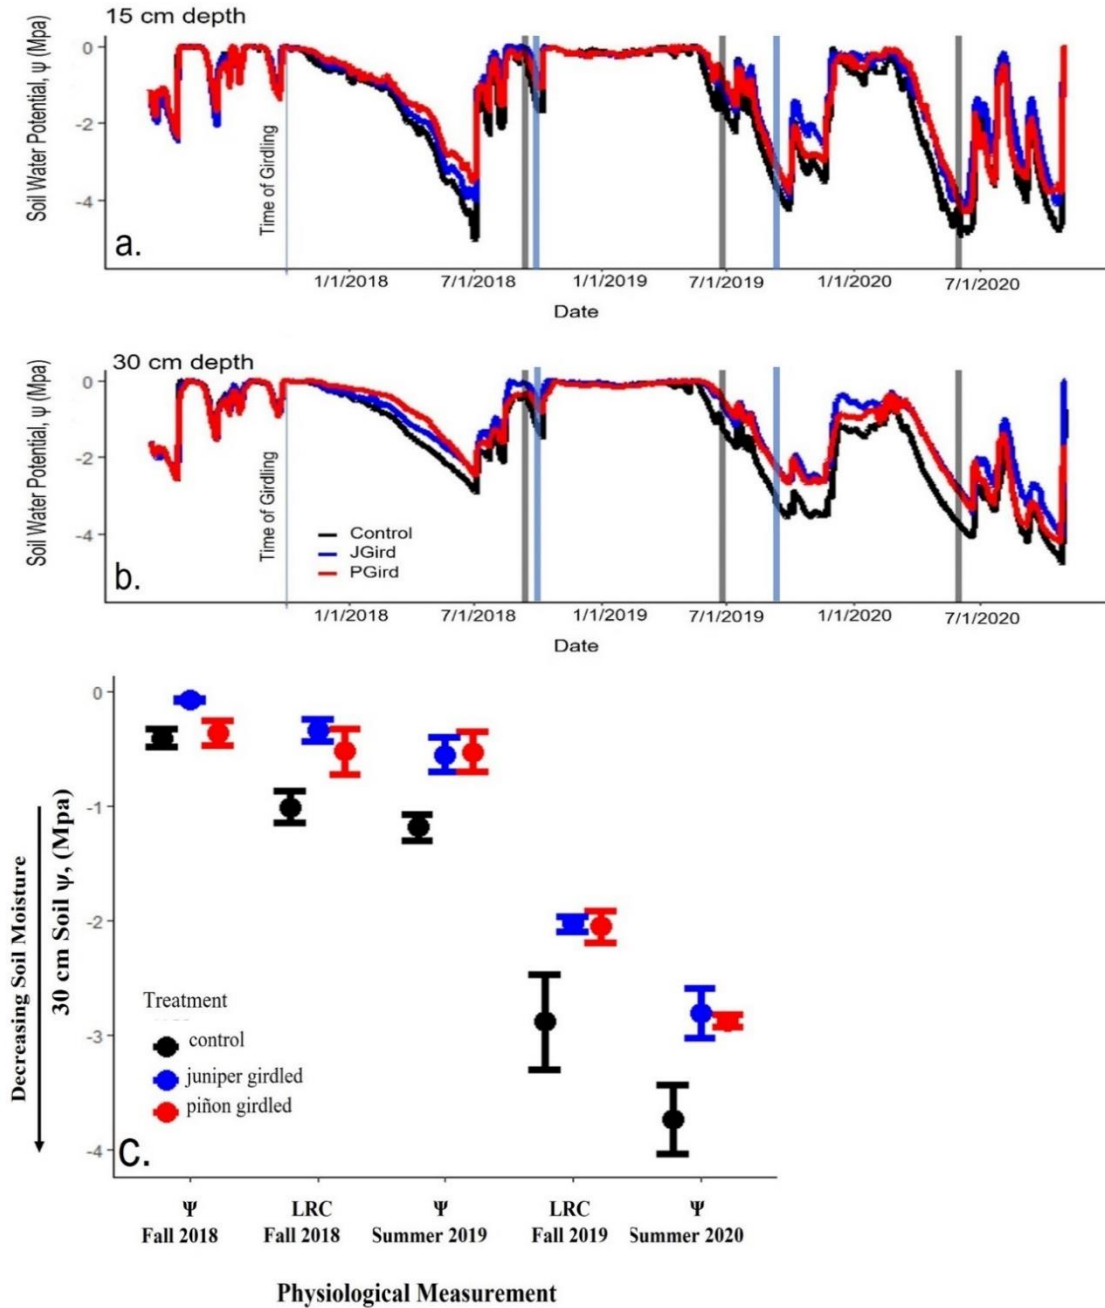 15 cm depth
Soil Water Potential, ψ (Mpa)
0
-2
-4
Time of Girdling
a.
1/1/2018
7/1/2018
1/1/2019
7/1/2019
1/1/2020
7/1/2020
Date
30 cm depth
Soil Water Potential, ψ (Mpa)
0
-2
-4
Time of Girdling
Control
JGird
PGird
b.
1/1/2018
7/1/2018
1/1/2019
7/1/2019
1/1/2020
7/1/2020
Date
Decreasing Soil Moisture
30 cm Soil Ψ, (Mpa)
0
-1
-2
-3
-4
Treatment
control
juniper girdled
piñon girdled
c.
Ψ
Fall 2018
LRC
Fall 2018
Ψ
Summer 2019
LRC
Fall 2019
Ψ
Summer 2020
Physiological Measurement